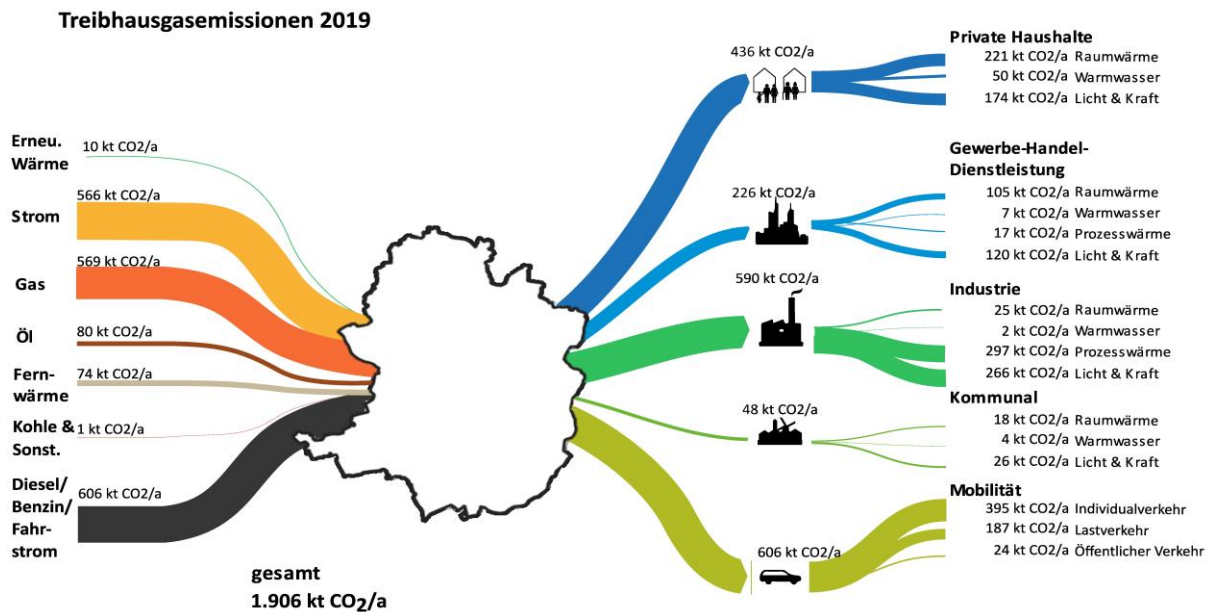 Treibhausgasemissionen 2019
Erneu.
Wärme
10 kt CO2/a
566 kt CO2/a
Strom
569 kt CO2/a
Gas
80 kt CO2/a
Öl
74 kt CO2/a
Fern-
wärme
Kohle &
Sonst.
1 kt CO2/a
Diesel/
Benzin/
Fahr-
strom
606 kt CO2/a
gesamt
1.906 kt CO2/a
436 kt CO2/a
Private Haushalte
221 kt CO2/a Raumwärme
50 kt CO2/a Warmwasser
174 kt CO2/a Licht & Kraft
226 kt CO2/a
Gewerbe-Handel-
Dienstleistung
105 kt CO2/a Raumwärme
7 kt CO2/a Warmwasser
17 kt CO2/a Prozesswärme
120 kt CO2/a Licht & Kraft
590 kt CO2/a
Industrie
25 kt CO2/a Raumwärme
2 kt CO2/a Warmwasser
297 kt CO2/a Prozesswärme
266 kt CO2/a Licht & Kraft
48 kt CO2/a
Kommunal
18 kt CO2/a Raumwärme
4 kt CO2/a Warmwasser
26 kt CO2/a Licht & Kraft
606 kt CO2/a
Mobilität
395 kt CO2/a Individualverkehr
187 kt CO2/a Lastverkehr
24 kt CO2/a Öffentlicher Verkehr